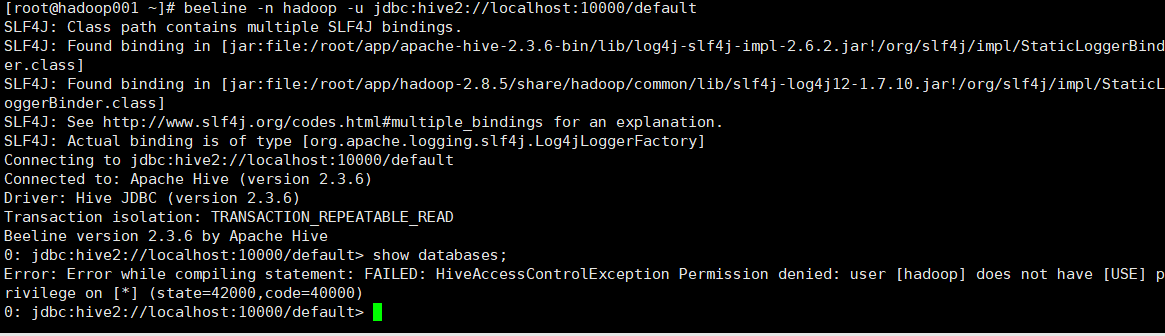 [root@hadoop001 ~]# beeline -n hadoop -u jdbc:hive2://localhost:10000/default
SLF4J: Class path contains multiple SLF4J bindings.
SLF4J: Found binding in [jar:file:/root/app/apache-hive-2.3.6-bin/lib/log4j-slf4j-impl-2.6.2.jar!/org/slf4j/impl/StaticLoggerBind
er.class]
SLF4J: Found binding in [jar:file:/root/app/hadoop-2.8.5/share/hadoop/common/lib/slf4j-log4j12-1.7.10.jar!/org/slf4j/impl/StaticL
oggerBinder.class]
SLF4J: See http://www.slf4j.org/codes.html#multiple_bindings for an explanation.
SLF4J: Actual binding is of type [org.apache.logging.slf4j.Log4jLoggerFactory]
Connecting to jdbc:hive2://localhost:10000/default
Connected to: Apache Hive (version 2.3.6)
Driver: Hive JDBC (version 2.3.6)
Transaction isolation: TRANSACTION_REPEATABLE_READ
Beeline version 2.3.6 by Apache Hive
0: jdbc:hive2://localhost:10000/default> show databases;
Error: Error while compiling statement: FAILED: HiveAccessControlException Permission denied: user [hadoop] does not have [USE] p
rivilege on [*] (state=42000,code=40000)
0: jdbc:hive2://localhost:10000/default>